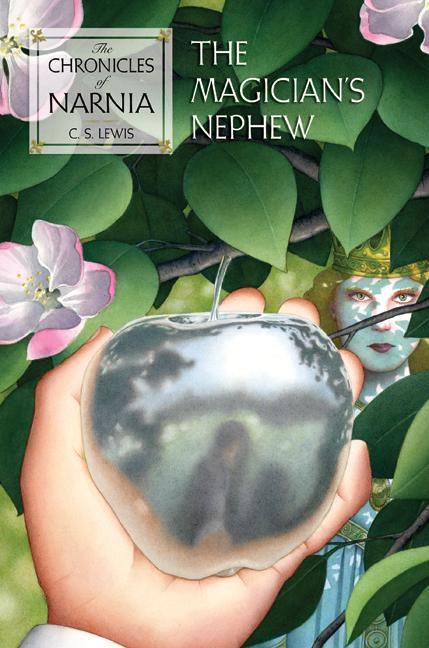 The
CHRONICLES
of
NARNIA
C. S. LEWIS
THE
MAGICIAN'S
NEPHEW